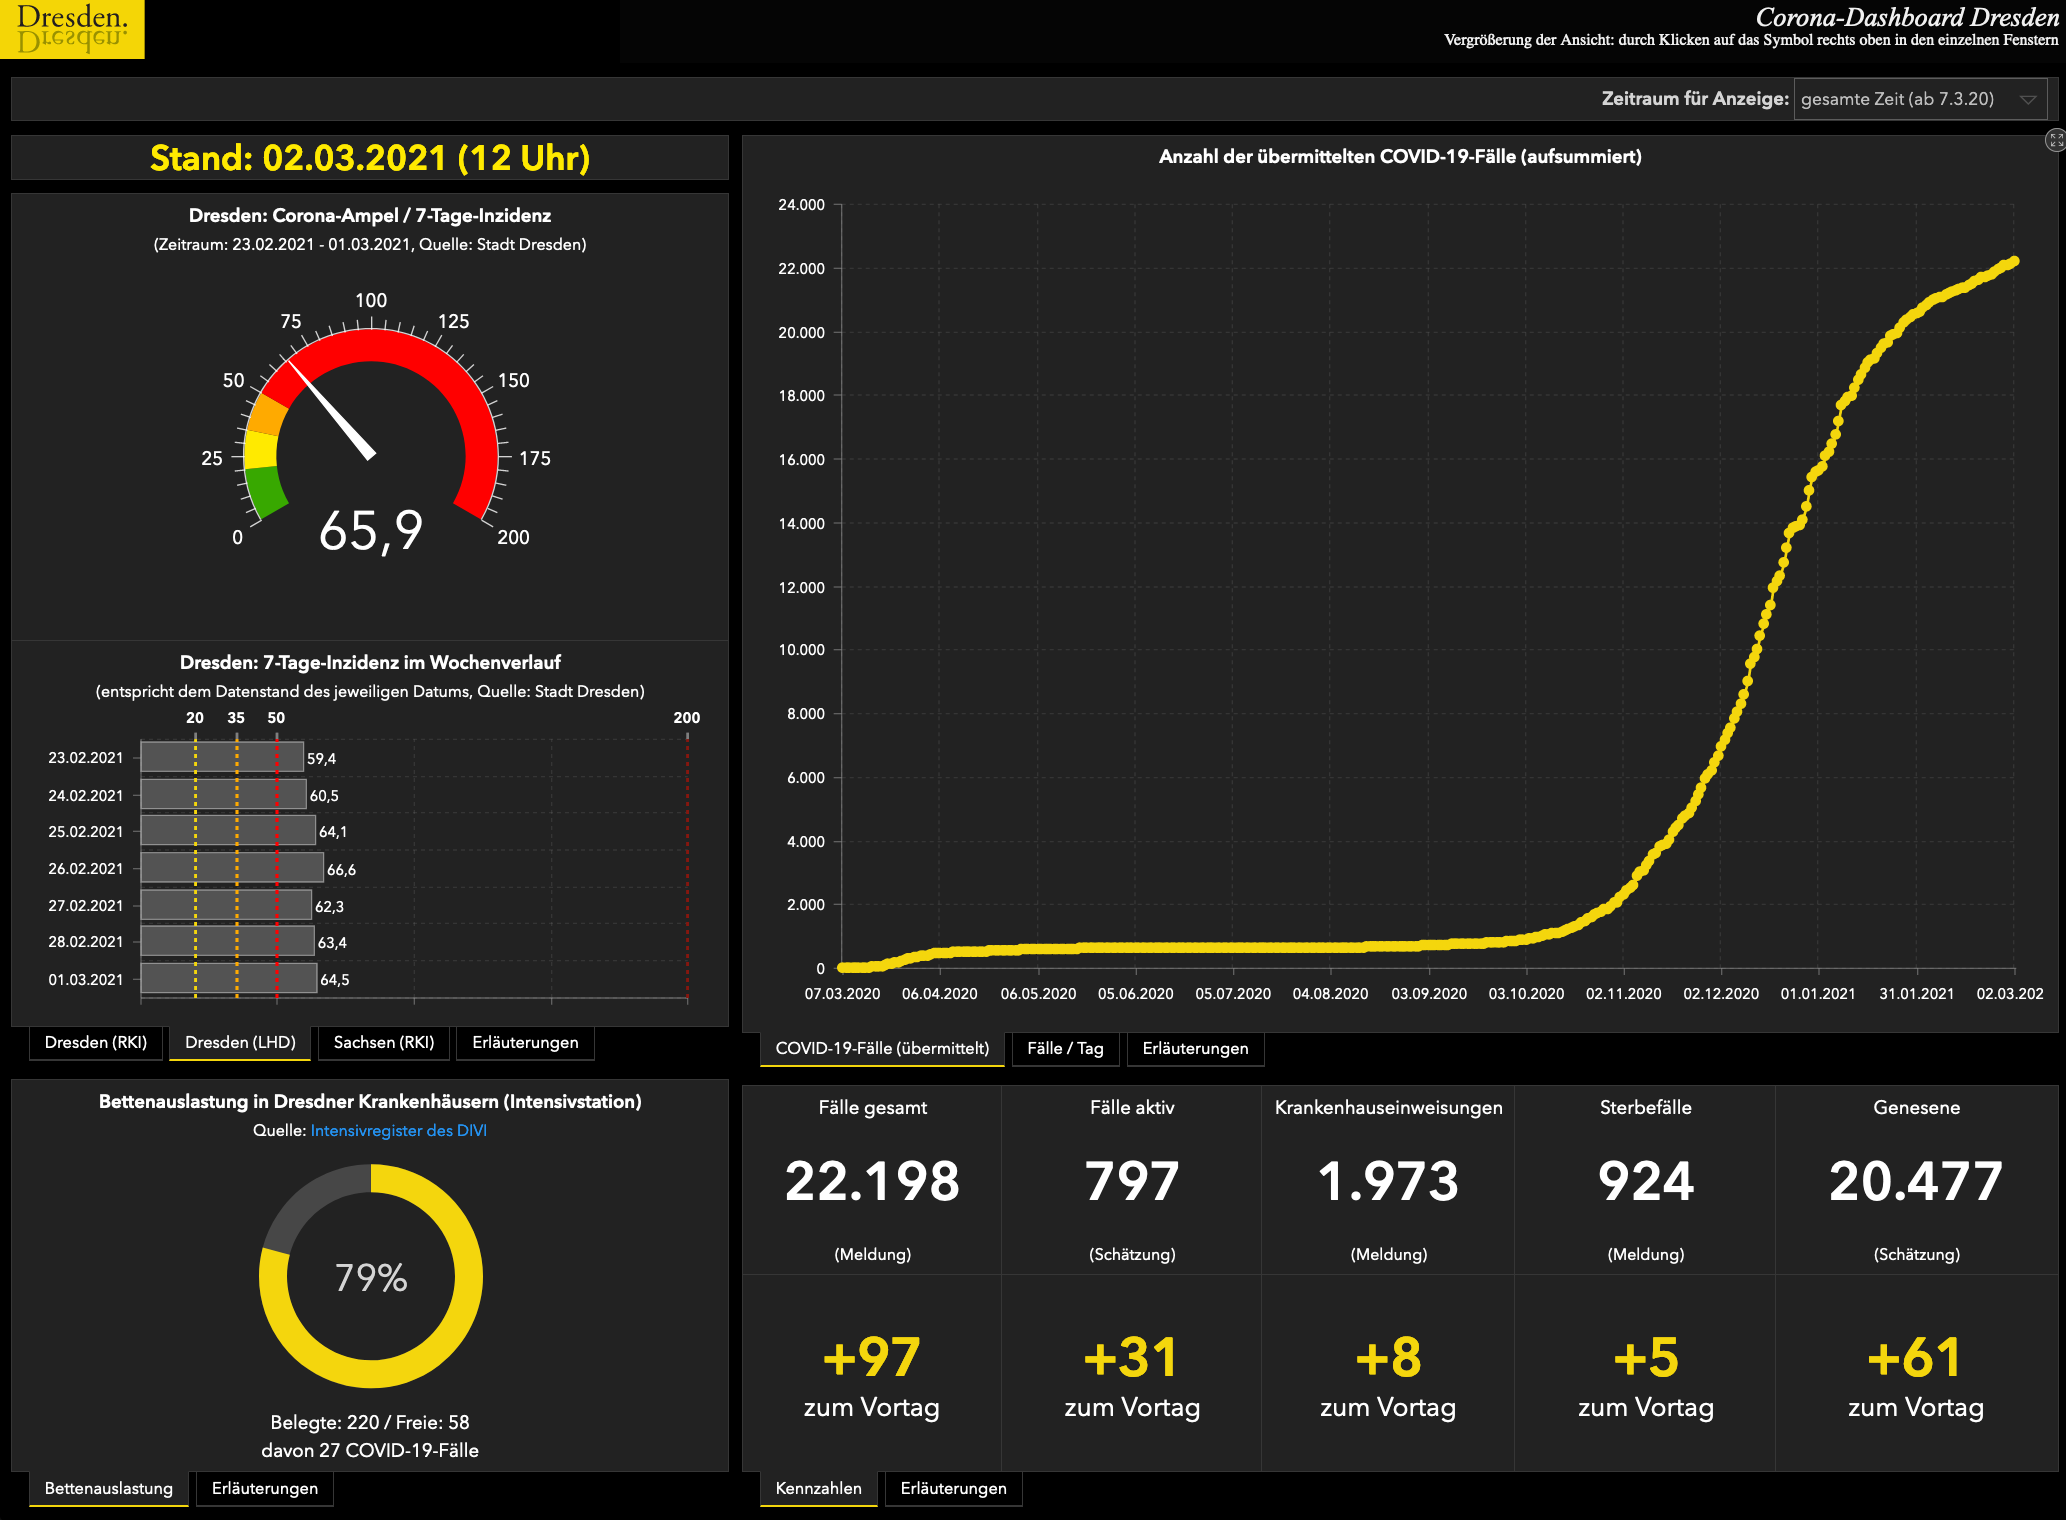 Dresden.
Corona-Dashboard Dresden
Vergrößerung der Ansicht: durch Klicken auf das Symbol rechts oben in den einzelnen Fenstern
Zeitraum für Anzeige: gesamte Zeit (ab 7.3.20)
Stand: 02.03.2021 (12 Uhr)
Dresden: Corona-Ampel / 7-Tage-Inzidenz
(Zeitraum: 23.02.2021 - 01.03.2021, Quelle: Stadt Dresden)
0
25
50
75
100
125
150
175
200
65,9
Dresden: 7-Tage-Inzidenz im Wochenverlauf
(entspricht dem Datenstand des jeweiligen Datums, Quelle: Stadt Dresden)
20 35 50 200
23.02.2021 59,4
24.02.2021 60,5
25.02.2021 64,1
26.02.2021 66,6
27.02.2021 62,3
28.02.2021 63,4
01.03.2021 64,5
Dresden (RKI) Dresden (LHD) Sachsen (RKI) Erläuterungen
Bettenauslastung in Dresdner Krankenhäusern (Intensivstation)
Quelle: Intensivregister des DIVI
79%
Belegte: 220 / Freie: 58
davon 27 COVID-19-Fälle
Bettenauslastung Erläuterungen
Anzahl der übermittelten COVID-19-Fälle (aufsummiert)
24.000
22.000
20.000
18.000
16.000
14.000
12.000
10.000
8.000
6.000
4.000
2.000
0
07.03.2020 06.04.2020 06.05.2020 05.06.2020 05.07.2020 04.08.2020 03.09.2020 03.10.2020 02.11.2020 02.12.2020 01.01.2021 31.01.2021 02.03.202
COVID-19-Fälle (übermittelt) Fälle / Tag Erläuterungen
Fälle gesamt Fälle aktiv Krankenhauseinweisungen Sterbefälle Genesene
22.198 797 1.973 924 20.477
(Meldung) (Schätzung) (Meldung) (Meldung) (Schätzung)
+97 +31 +8 +5 +61
zum Vortag zum Vortag zum Vortag zum Vortag zum Vortag
Kennzahlen Erläuterungen